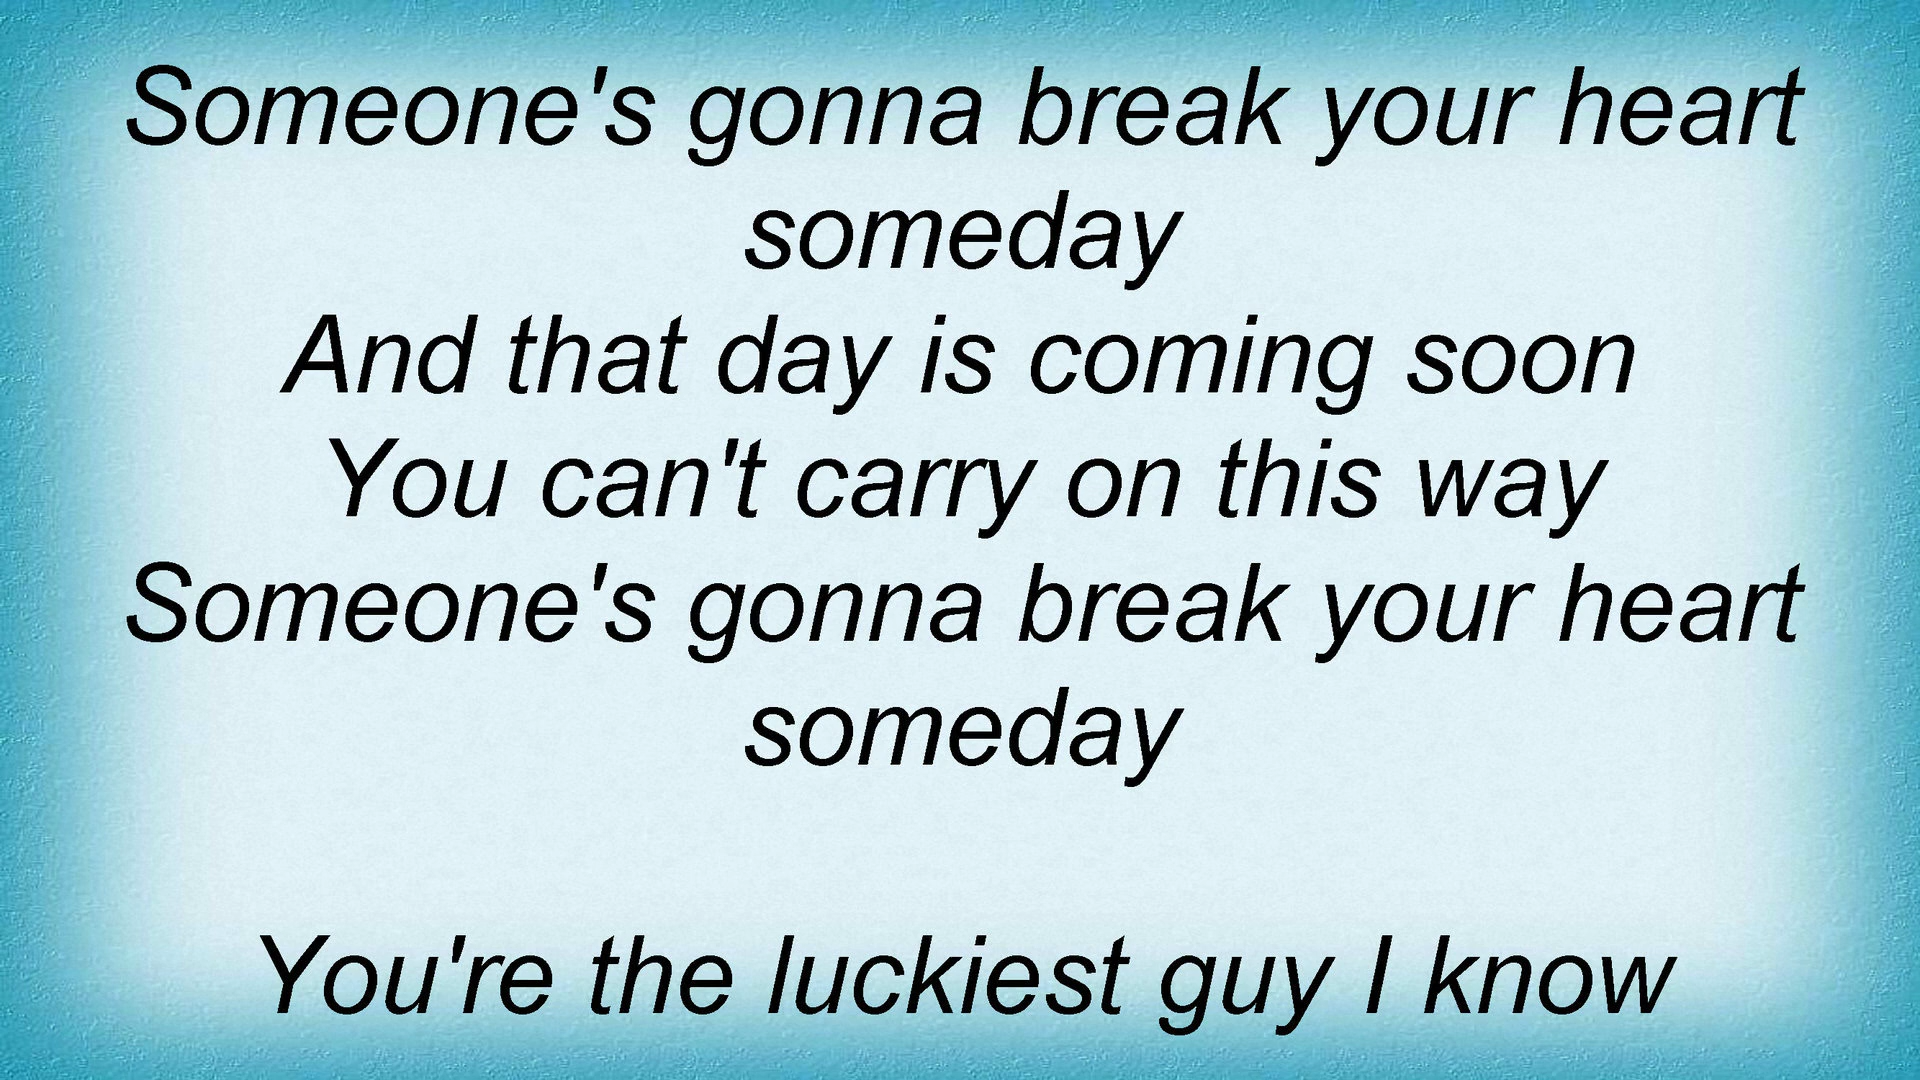 Someone's gonna break your heart
someday
And that day is coming soon
You can't carry on this way
Someone's gonna break your heart
someday
You're the luckiest guy I know